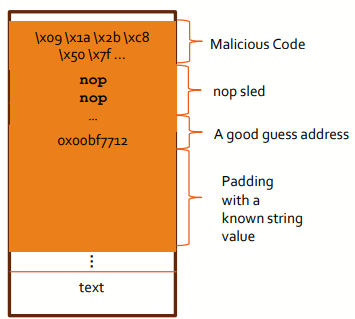 \x09 \x1a \x2b \xc8
\x50 \x7f ...
Malicious Code
nop
nop
...
nop sled
0x00bf7712
A good guess address
Padding
with a
known string
value
⋮
text